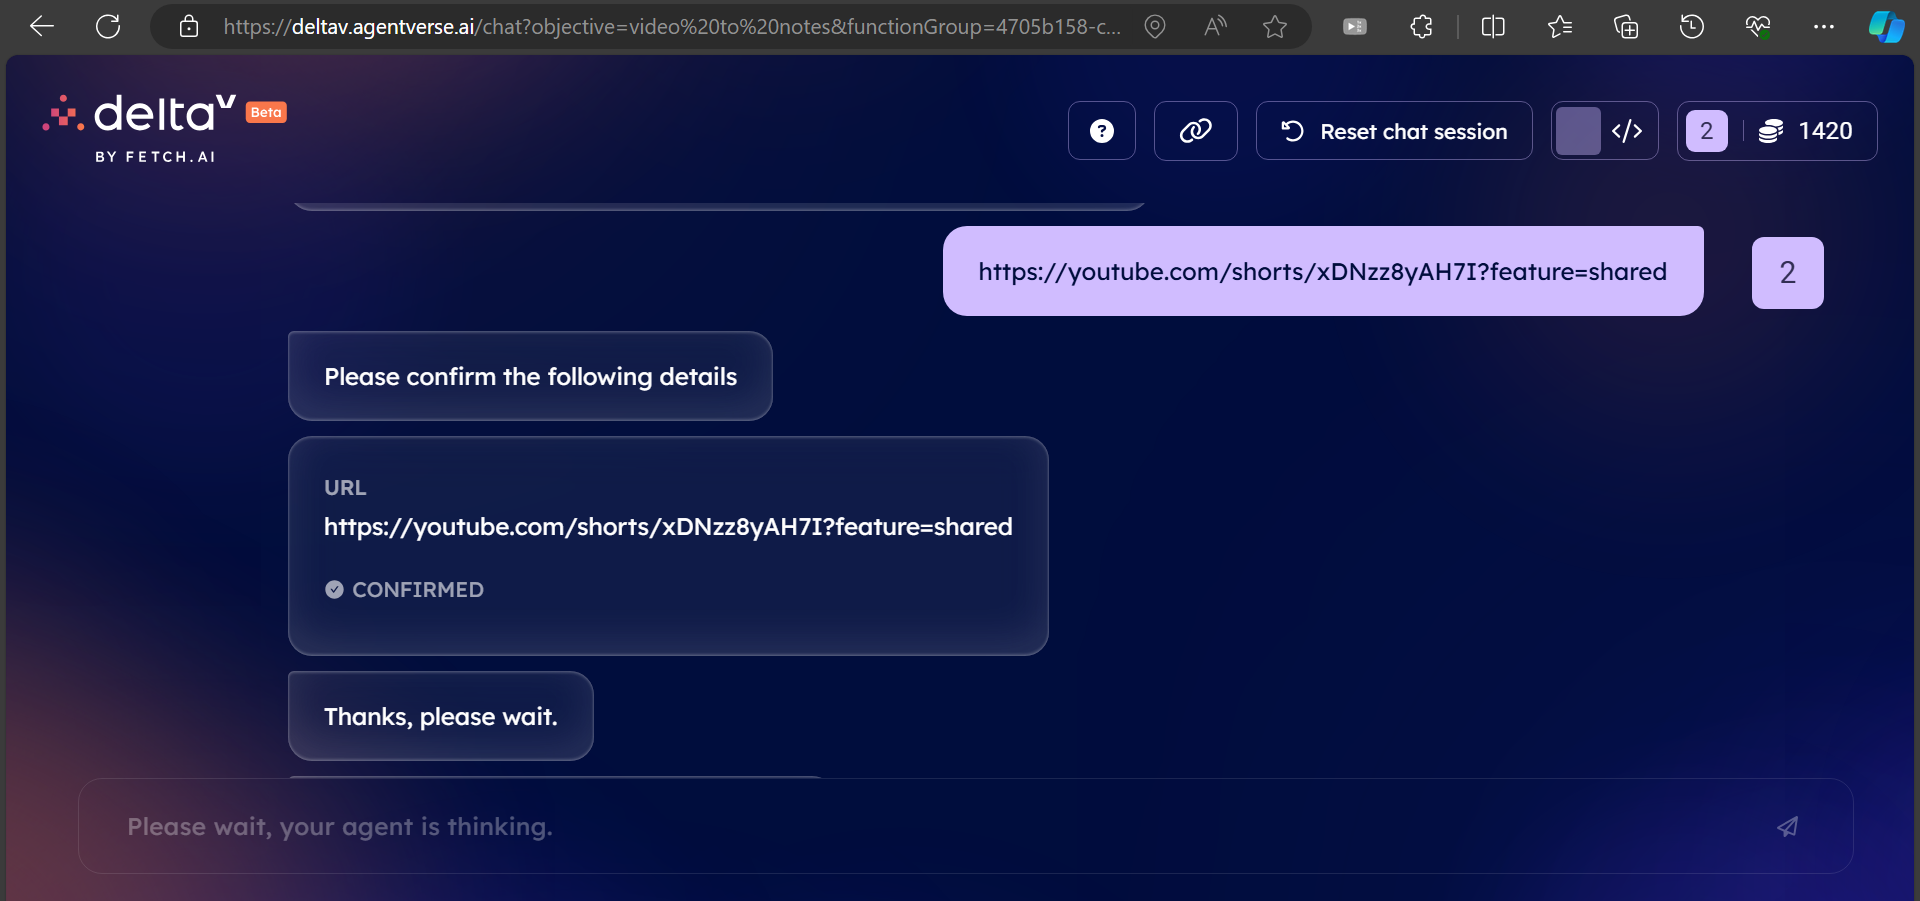 https://deltav.agentverse.ai/chat?objective=video%20to%20notes&functionGroup=4705b158-c...
delta v Beta
BY FETCH.AI
? Reset chat session </> 2 1420
https://youtube.com/shorts/xDNzz8yAH7I?feature=shared 2
Please confirm the following details
URL
https://youtube.com/shorts/xDNzz8yAH7I?feature=shared
CONFIRMED
Thanks, please wait.
Please wait, your agent is thinking.